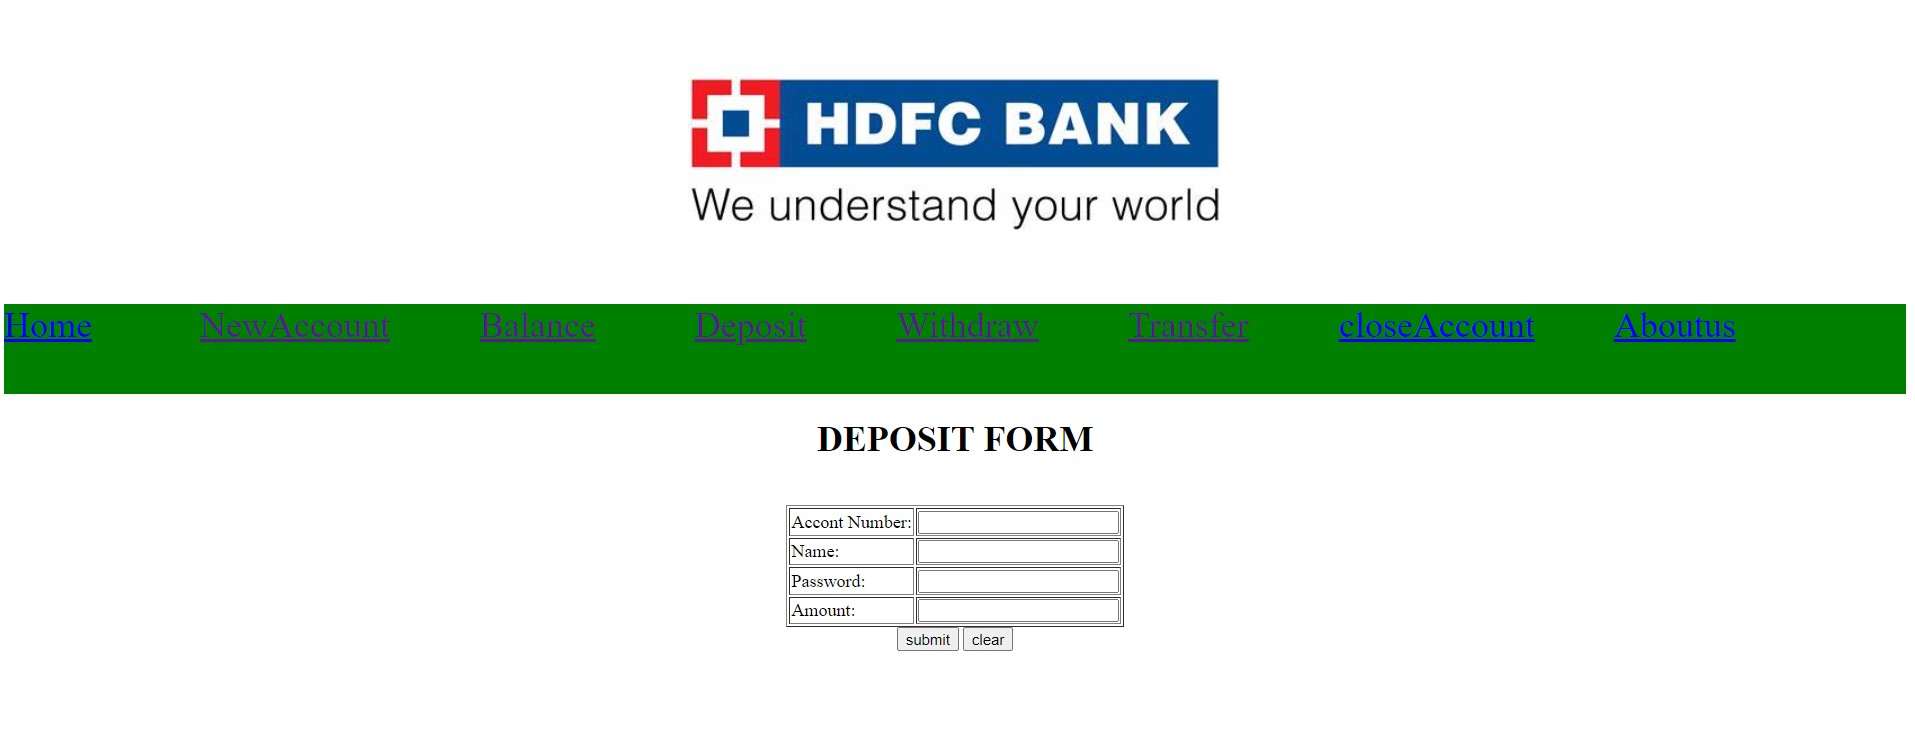 HDFC BANK
We understand your world
Home NewAccount Balance Deposit Withdraw Transfer closeAccount Aboutus
DEPOSIT FORM
Accont Number:
Name:
Password:
Amount:
submit clear